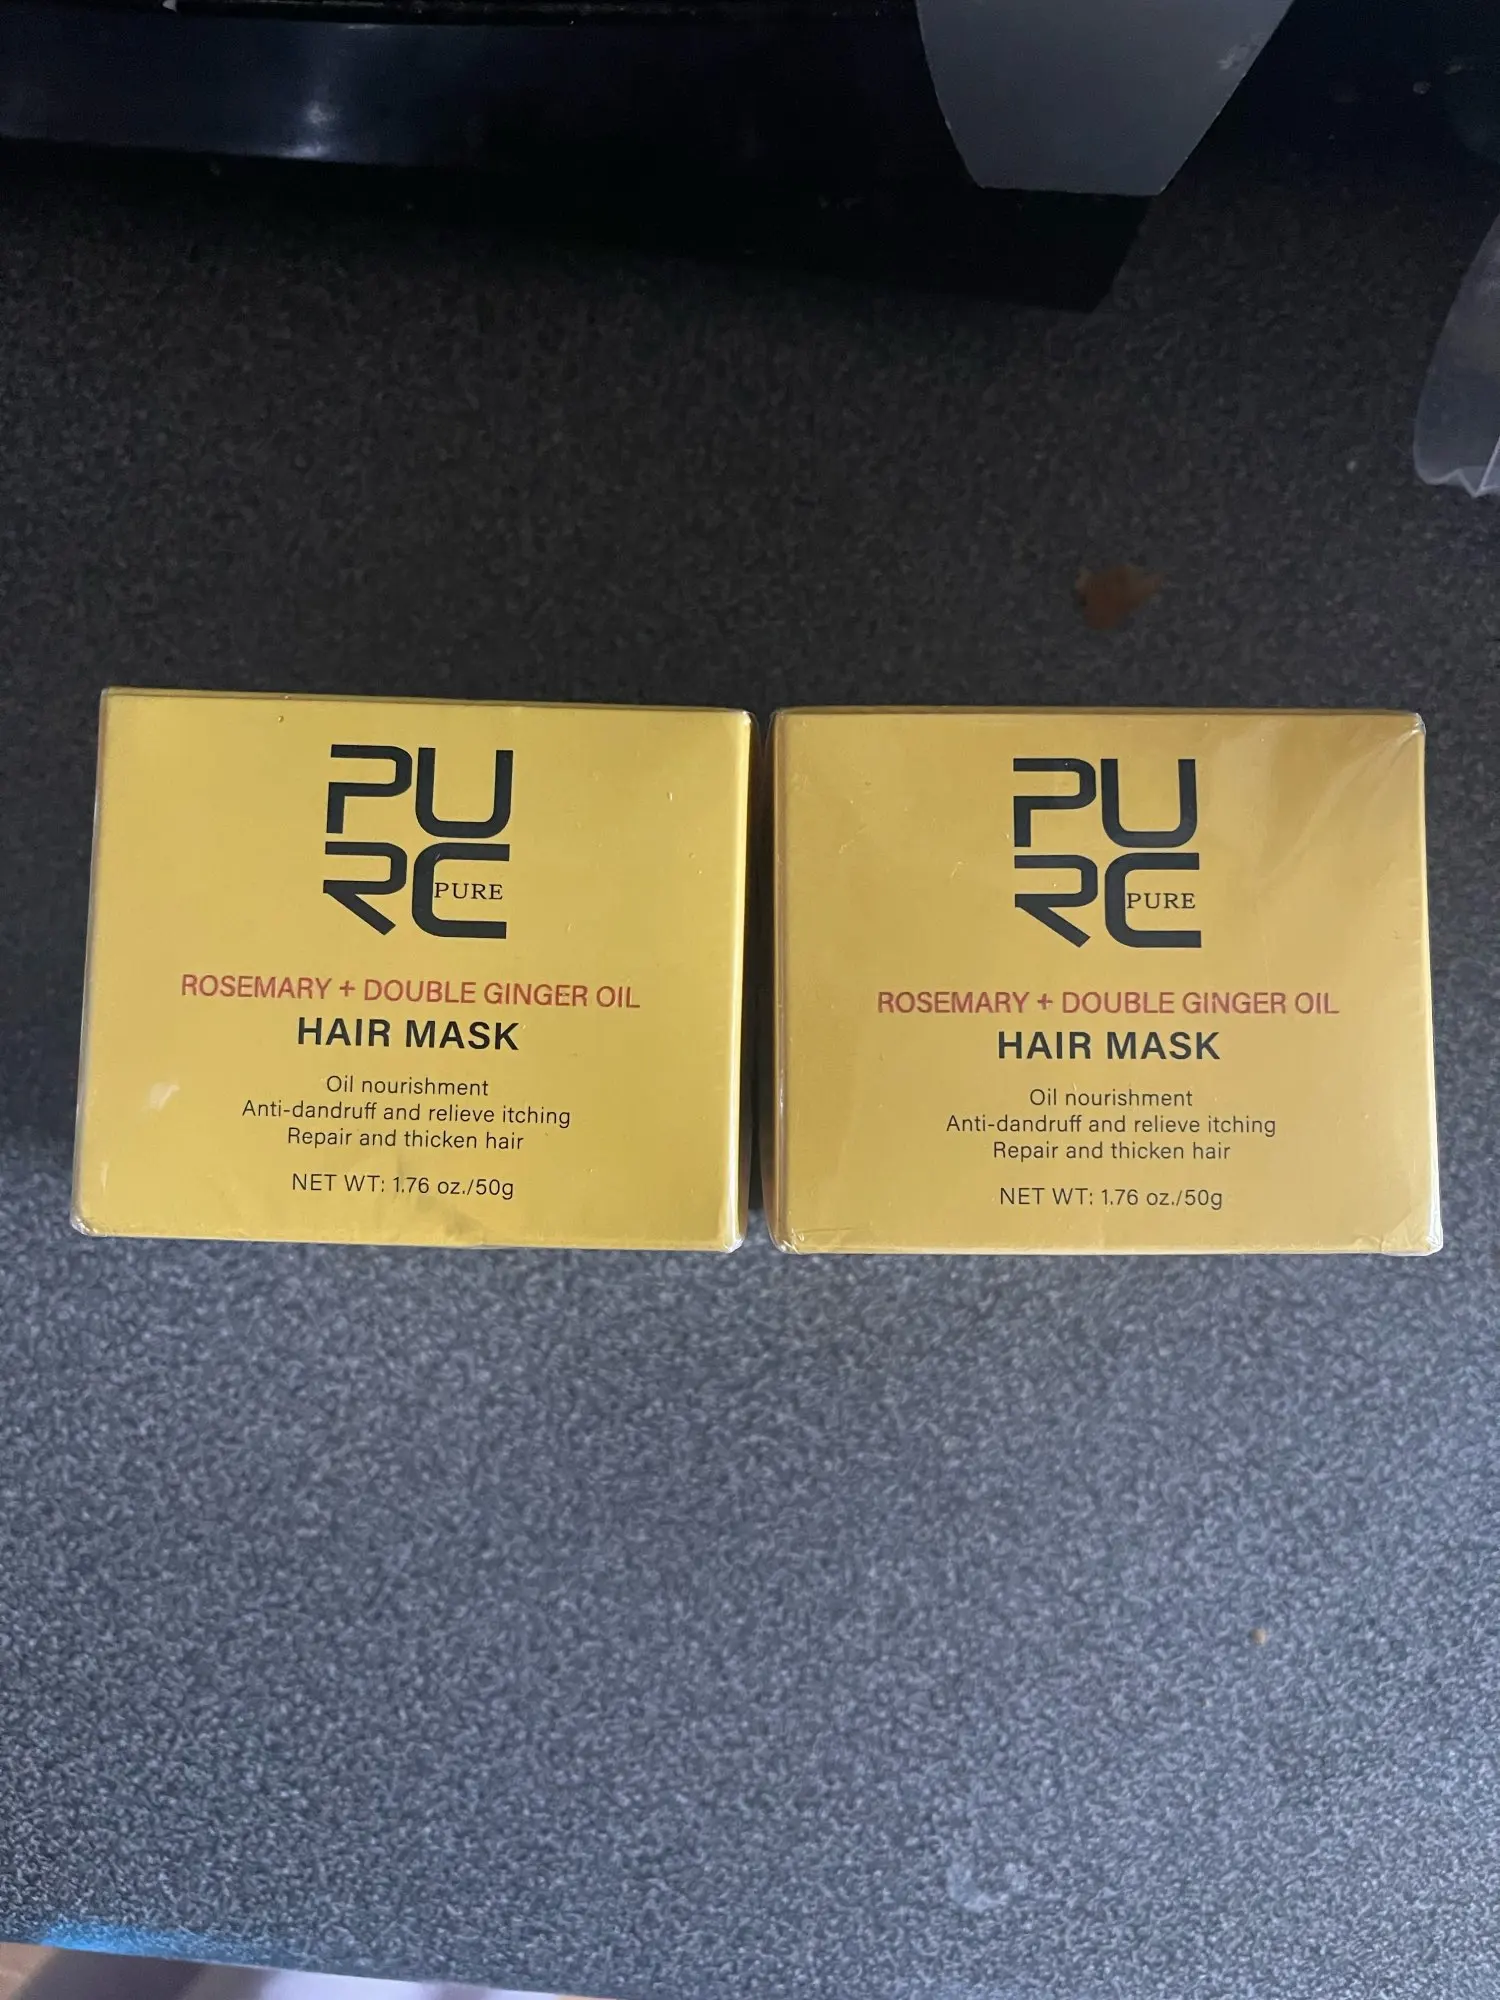 PU
RC
PURE
ROSEMARY + DOUBLE GINGER OIL
HAIR MASK
Oil nourishment
Anti-dandruff and relieve itching
Repair and thicken hair
NET WT: 1.76 oz./50g
PU
RC
PURE
ROSEMARY + DOUBLE GINGER OIL
HAIR MASK
Oil nourishment
Anti-dandruff and relieve itching
Repair and thicken hair
NET WT: 1.76 oz./50g